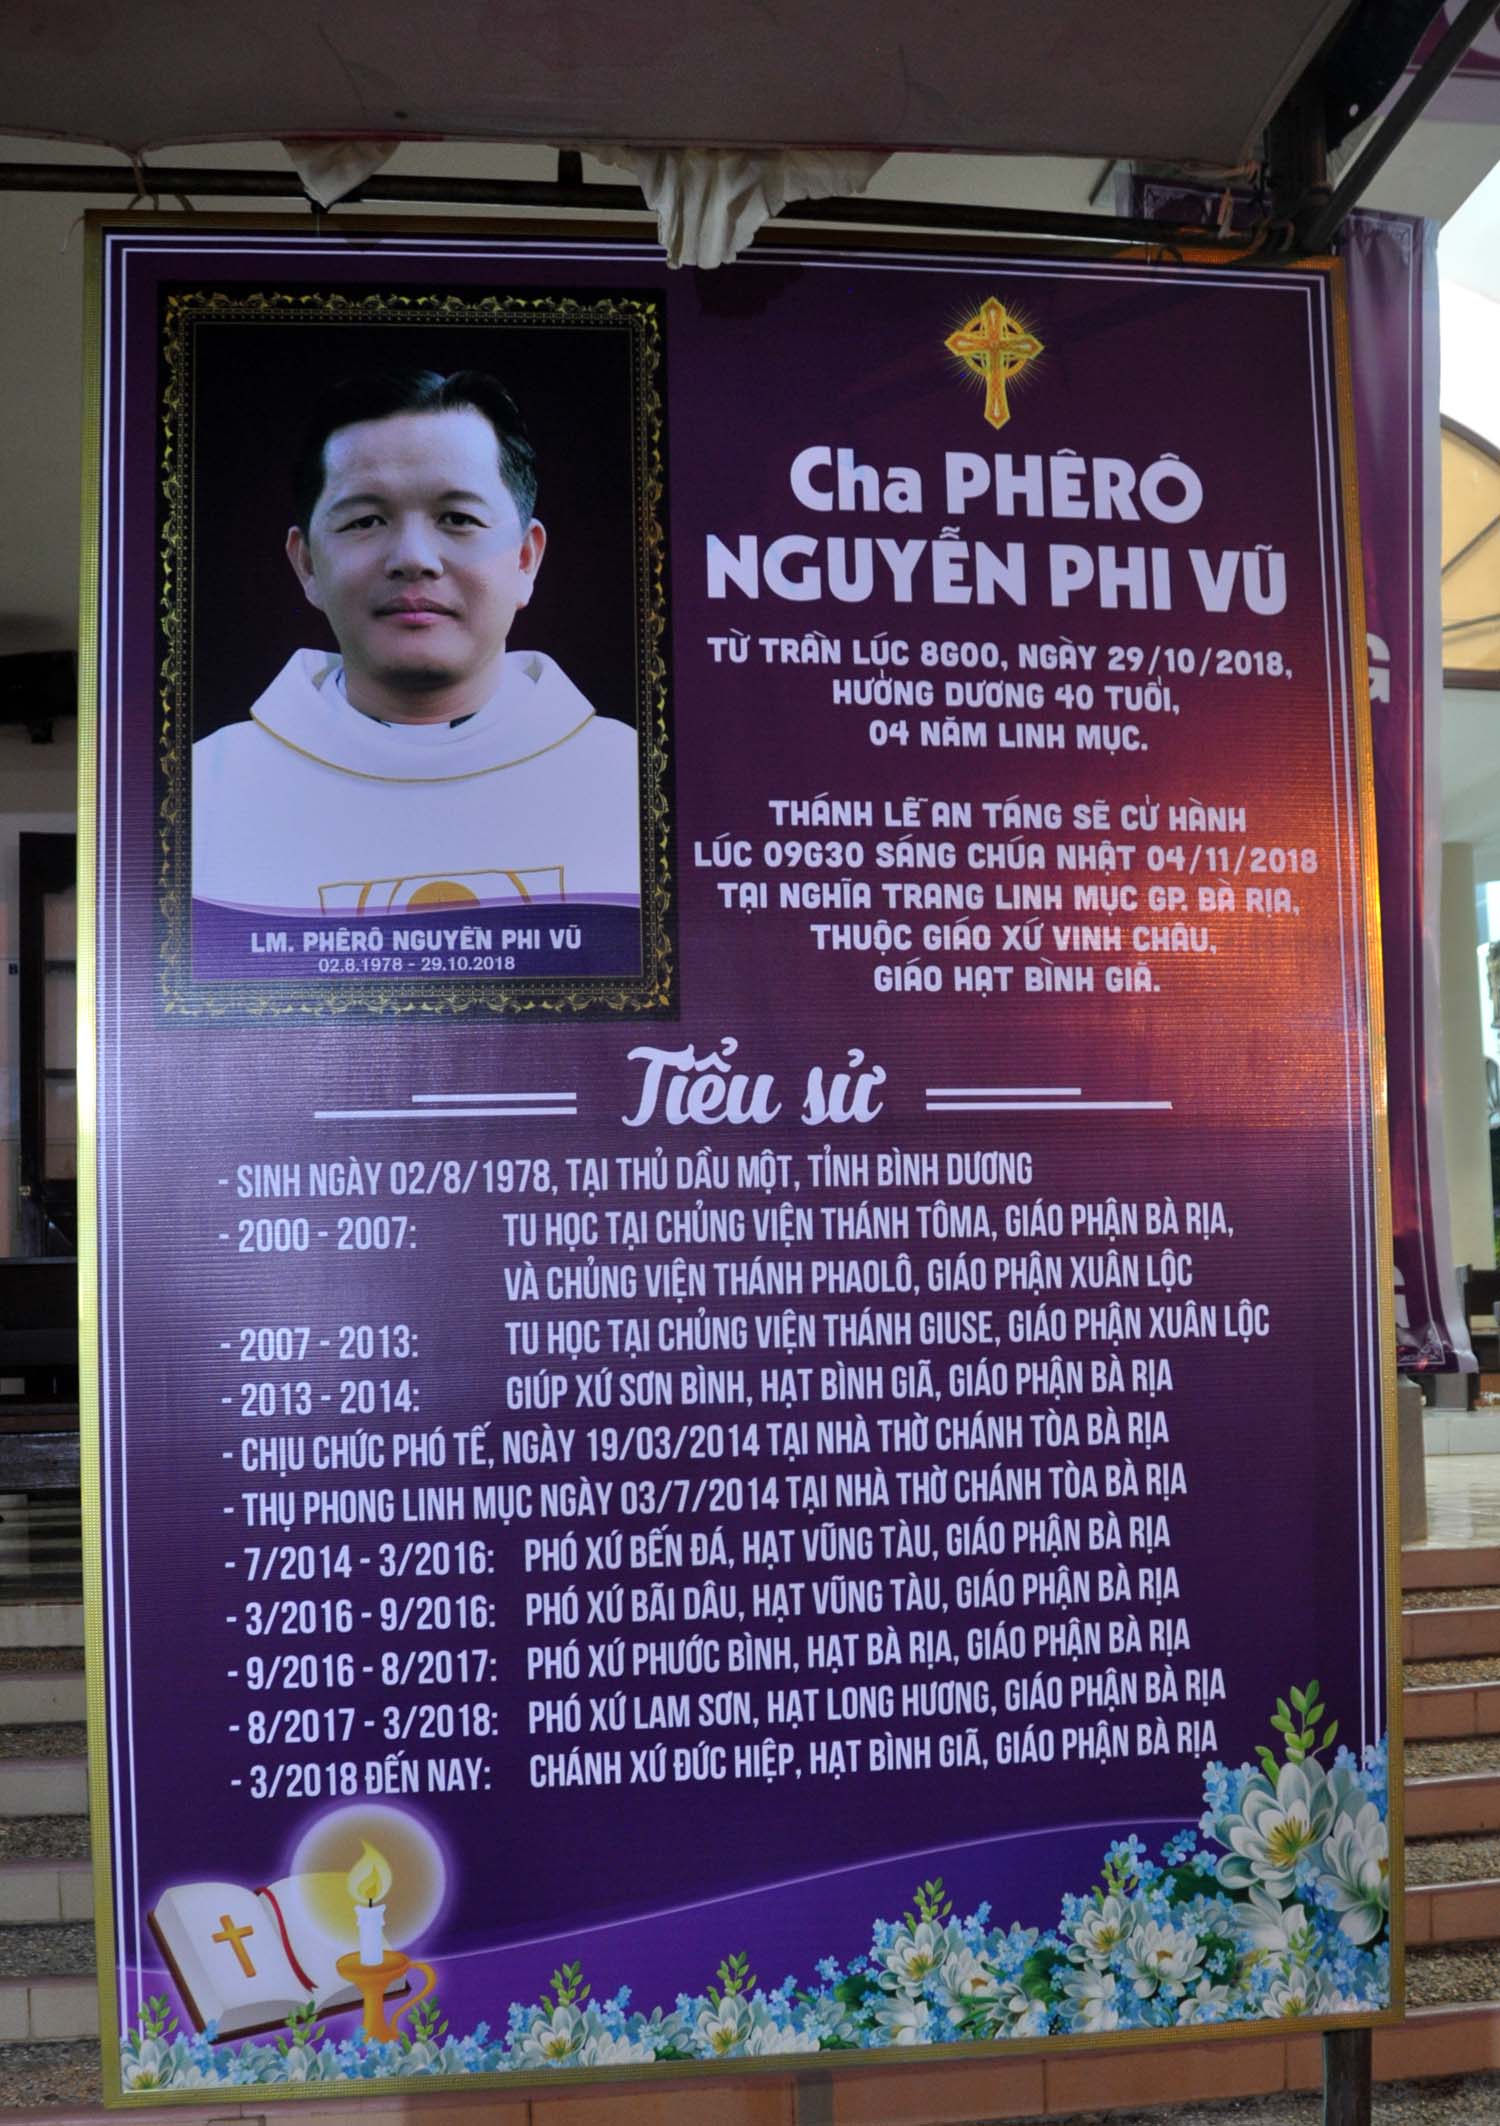 Cha PHÊRÔ
NGUYỄN PHI VŨ
TỪ TRẦN LÚC 8G00, NGÀY 29/10/2018,
HƯỞNG DƯƠNG 40 TUỔI,
04 NĂM LINH MỤC.
THÁNH LỄ AN TÁNG SẼ CỬ HÀNH
LÚC 09G30 SÁNG CHÚA NHẬT 04/11/2018
TẠI NGHĨA TRANG LINH MỤC GP. BÀ RỊA,
THUỘC GIÁO XỨ VINH CHÂU,
GIÁO HẠT BÌNH GIÃ.
LM. PHÊRÔ NGUYỄN PHI VŨ
02.8.1978 - 29.10.2018
Tiểu sử
- SINH NGÀY 02/8/1978, TẠI THỦ DẦU MỘT, TỈNH BÌNH DƯƠNG
- 2000 - 2007: TU HỌC TẠI CHỦNG VIỆN THÁNH TÔMA, GIÁO PHẬN BÀ RỊA,
VÀ CHỦNG VIỆN THÁNH PHAOLÔ, GIÁO PHẬN XUÂN LỘC
- 2007 - 2013: TU HỌC TẠI CHỦNG VIỆN THÁNH GIUSE, GIÁO PHẬN XUÂN LỘC
- 2013 - 2014: GIÚP XỨ SƠN BÌNH, HẠT BÌNH GIÃ, GIÁO PHẬN BÀ RỊA
- CHỊU CHỨC PHÓ TẾ, NGÀY 19/03/2014 TẠI NHÀ THỜ CHÁNH TÒA BÀ RỊA
- THỤ PHONG LINH MỤC NGÀY 03/7/2014 TẠI NHÀ THỜ CHÁNH TÒA BÀ RỊA
- 7/2014 - 3/2016: PHÓ XỨ BẾN ĐÁ, HẠT VŨNG TÀU, GIÁO PHẬN BÀ RỊA
- 3/2016 - 9/2016: PHÓ XỨ BÃI DÂU, HẠT VŨNG TÀU, GIÁO PHẬN BÀ RỊA
- 9/2016 - 8/2017: PHÓ XỨ PHƯỚC BÌNH, HẠT BÀ RỊA, GIÁO PHẬN BÀ RỊA
- 8/2017 - 3/2018: PHÓ XỨ LAM SƠN, HẠT LONG HƯƠNG, GIÁO PHẬN BÀ RỊA
- 3/2018 ĐẾN NAY: CHÁNH XỨ ĐỨC HIỆP, HẠT BÌNH GIÃ, GIÁO PHẬN BÀ RỊA